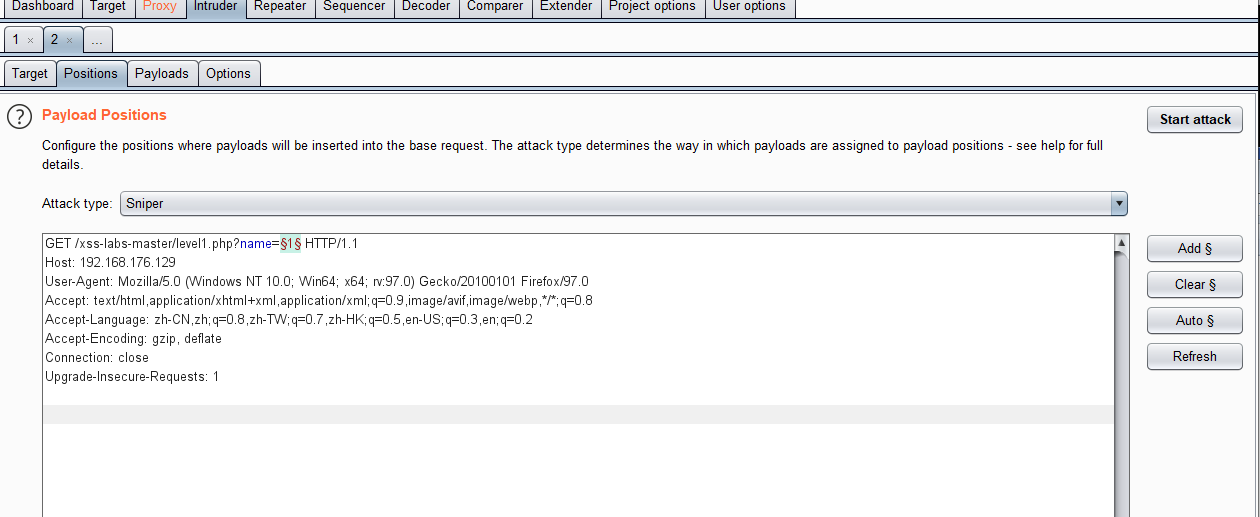 Dashboard Target Proxy Intruder Repeater Sequencer Decoder Comparer Extender Project options User options
1 × 2 × ...
Target Positions Payloads Options
? Payload Positions
Start attack
Configure the positions where payloads will be inserted into the base request. The attack type determines the way in which payloads are assigned to payload positions - see help for full
details.
Attack type: Sniper
GET /xss-labs-master/level1.php?name=§1§ HTTP/1.1
Host: 192.168.176.129
User-Agent: Mozilla/5.0 (Windows NT 10.0; Win64; x64; rv:97.0) Gecko/20100101 Firefox/97.0
Accept: text/html,application/xhtml+xml,application/xml;q=0.9,image/avif,image/webp,*/*;q=0.8
Accept-Language: zh-CN,zh;q=0.8,zh-TW;q=0.7,zh-HK;q=0.5,en-US;q=0.3,en;q=0.2
Accept-Encoding: gzip, deflate
Connection: close
Upgrade-Insecure-Requests: 1
Add §
Clear §
Auto §
Refresh